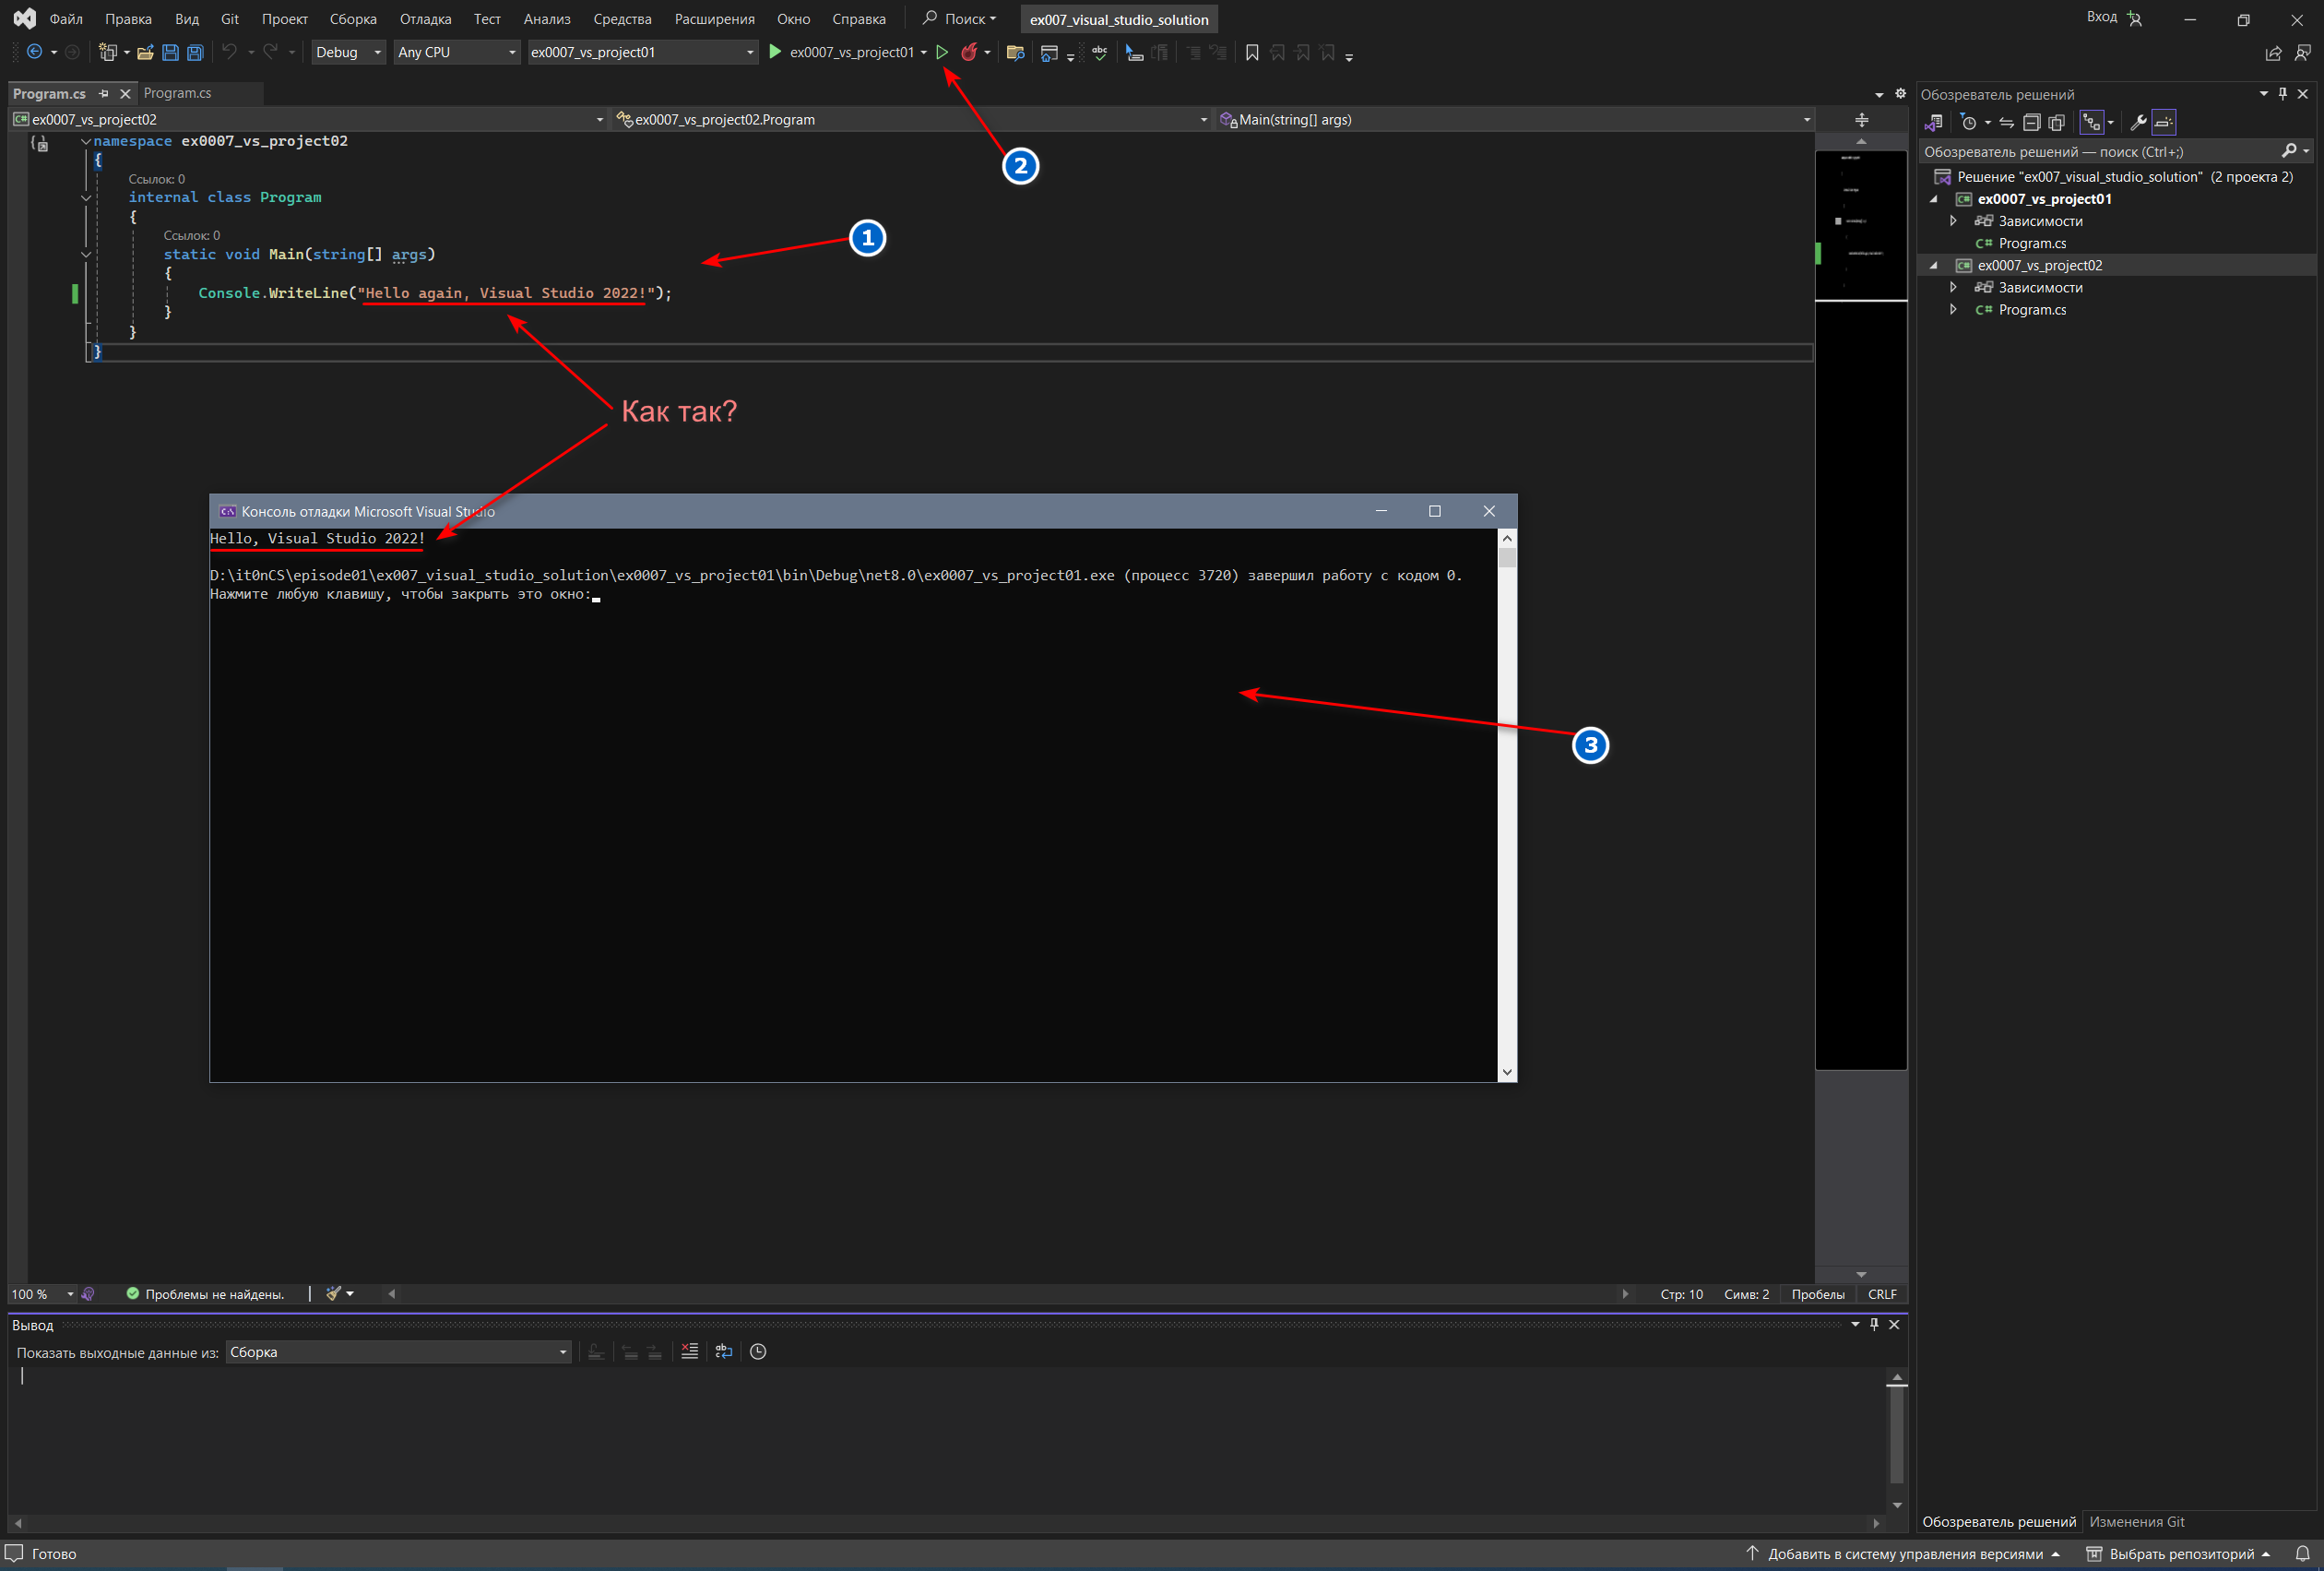 Файл Правка Вид Git Проект Сборка Отладка Тест Анализ Средства Расширения Окно Справка Поиск ex007_visual_studio_solution Вход
Debug Any CPU ex0007_vs_project01 ex0007_vs_project01
Program.cs Program.cs
ex0007_vs_project02 ex0007_vs_project02.Program Main(string[] args)
namespace ex0007_vs_project02
{
Ссылок: 0
internal class Program
{
Ссылок: 0
static void Main(string[] args)
{
Console.WriteLine("Hello again, Visual Studio 2022!");
}
}
}
1
2
Как так?
Консоль отладки Microsoft Visual Studio
Hello, Visual Studio 2022!
D:\it0nCS\episode01\ex007_visual_studio_solution\ex0007_vs_project01\bin\Debug\net8.0\ex0007_vs_project01.exe (процесс 3720) завершил работу с кодом 0.
Нажмите любую клавишу, чтобы закрыть это окно:
3
Обозреватель решений
Обозреватель решений — поиск (Ctrl+;)
Решение "ex007_visual_studio_solution" (2 проекта 2)
ex0007_vs_project01
Зависимости
C# Program.cs
ex0007_vs_project02
Зависимости
C# Program.cs
100 % Проблемы не найдены. Стр: 10 Симв: 2 Пробелы CRLF
Вывод
Показать выходные данные из: Сборка
Обозреватель решений Изменения Git
Готово Добавить в систему управления версиями Выбрать репозиторий